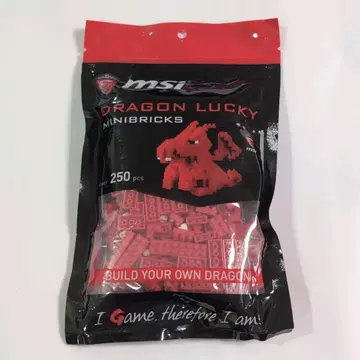 msi
DRAGON LUCKY
MINIBRICKS
250 pcs
BUILD YOUR OWN DRAGON
I Game, therefore I am